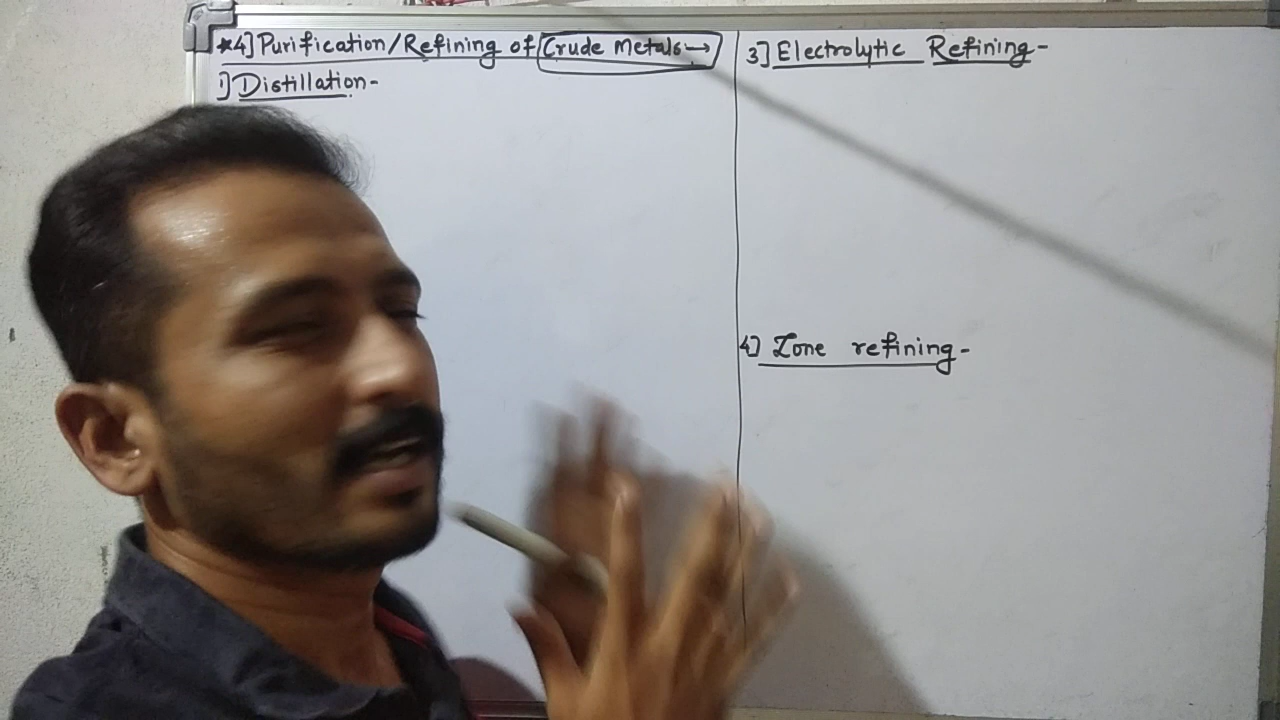 *4] Purification/Refining of Crude Metals→
1] Distillation-
3] Electrolytic Refining-
4] Zone refining-